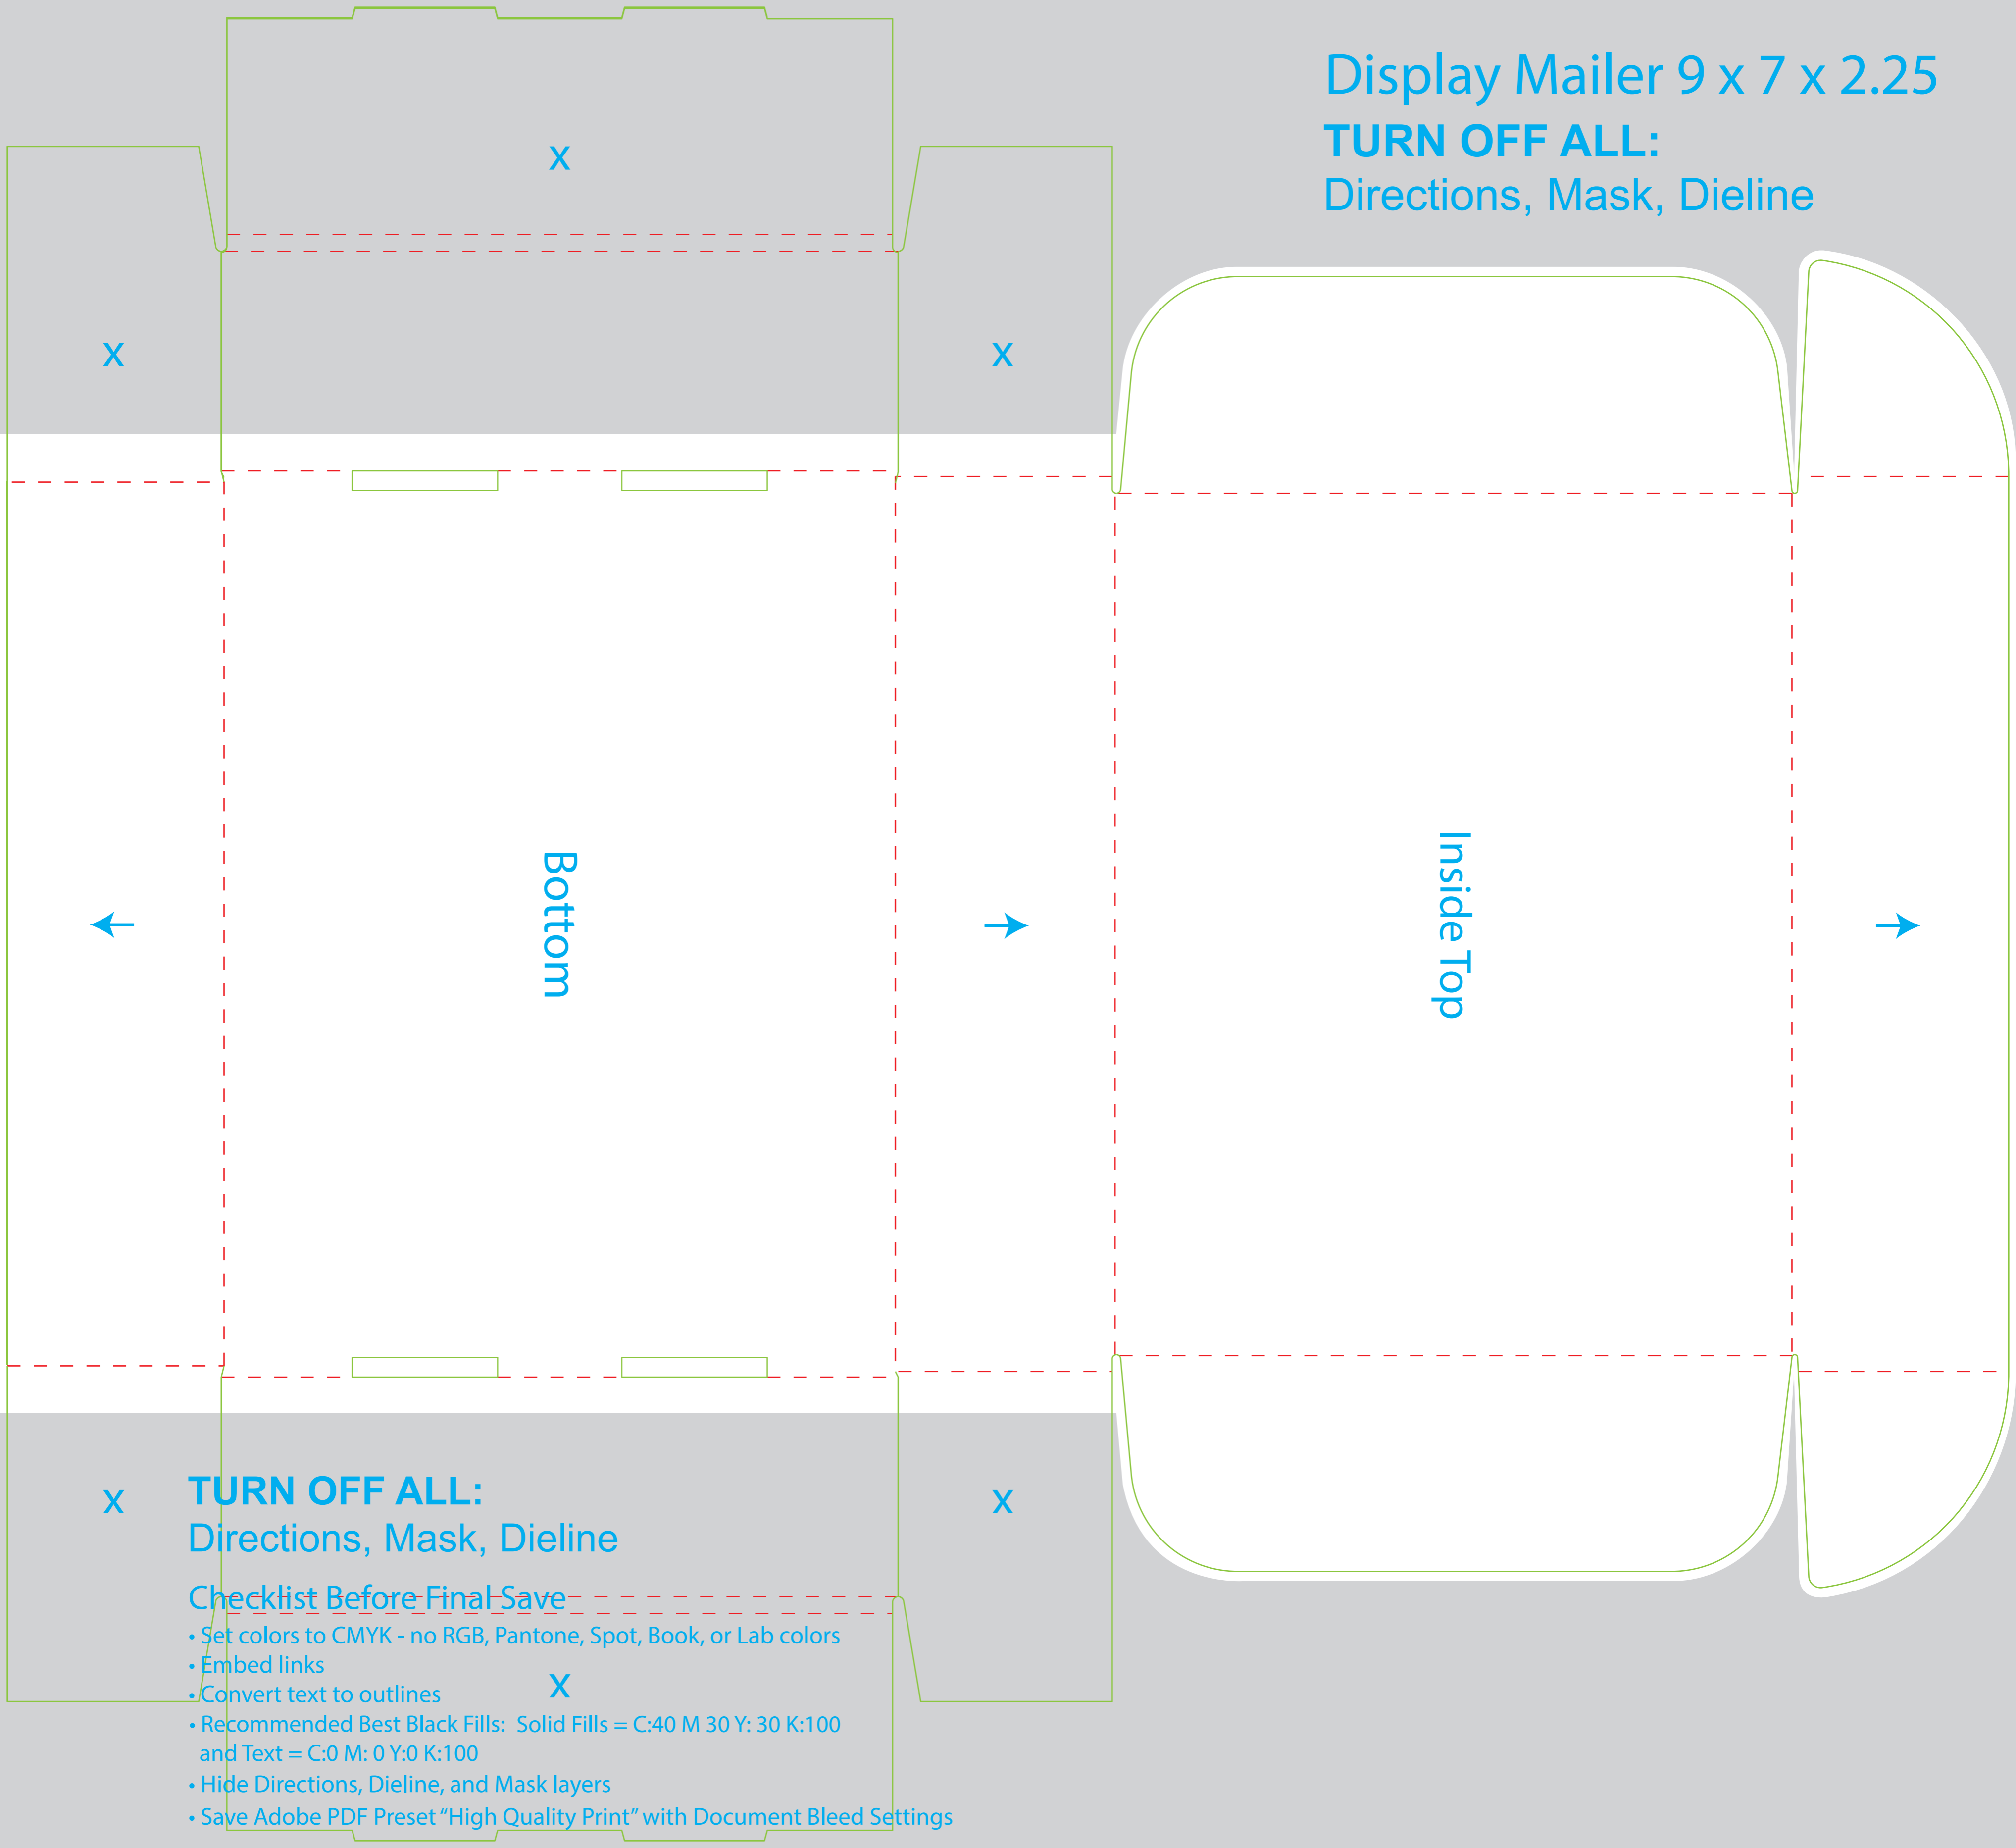 Display Mailer 9 x 7 x 2.25
TURN OFF ALL:
Directions, Mask, Dieline
x
x
x
Bottom
Inside Top
x
x
TURN OFF ALL:
Directions, Mask, Dieline
Checklist Before Final Save
• Set colors to CMYK - no RGB, Pantone, Spot, Book, or Lab colors
• Embed links
x
• Convert text to outlines
• Recommended Best Black Fills:  Solid Fills = C:40 M 30 Y: 30 K:100
and Text = C:0 M: 0 Y:0 K:100
• Hide Directions, Dieline, and Mask layers
• Save Adobe PDF Preset “High Quality Print” with Document Bleed Settings